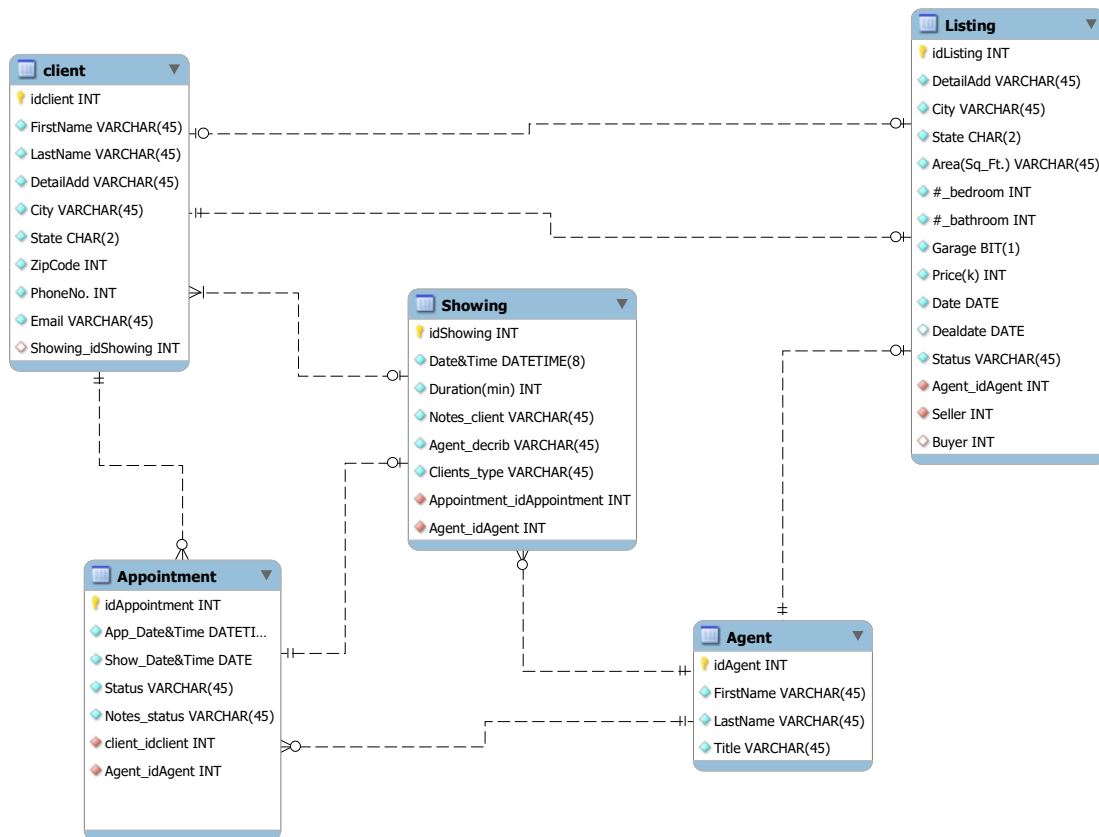 client
idclient INT
FirstName VARCHAR(45)
LastName VARCHAR(45)
DetailAdd VARCHAR(45)
City VARCHAR(45)
State CHAR(2)
ZipCode INT
PhoneNo. INT
Email VARCHAR(45)
Showing_idShowing INT
Listing
idListing INT
DetailAdd VARCHAR(45)
City VARCHAR(45)
State CHAR(2)
Area(Sq_Ft.) VARCHAR(45)
#_bedroom INT
#_bathroom INT
Garage BIT(1)
Price(k) INT
Date DATE
Dealdate DATE
Status VARCHAR(45)
Agent_idAgent INT
Seller INT
Buyer INT
Showing
idShowing INT
Date&Time DATETIME(8)
Duration(min) INT
Notes_client VARCHAR(45)
Agent_decrib VARCHAR(45)
Clients_type VARCHAR(45)
Appointment_idAppointment INT
Agent_idAgent INT
Appointment
idAppointment INT
App_Date&Time DATETI...
Show_Date&Time DATE
Status VARCHAR(45)
Notes_status VARCHAR(45)
client_idclient INT
Agent_idAgent INT
Agent
idAgent INT
FirstName VARCHAR(45)
LastName VARCHAR(45)
Title VARCHAR(45)